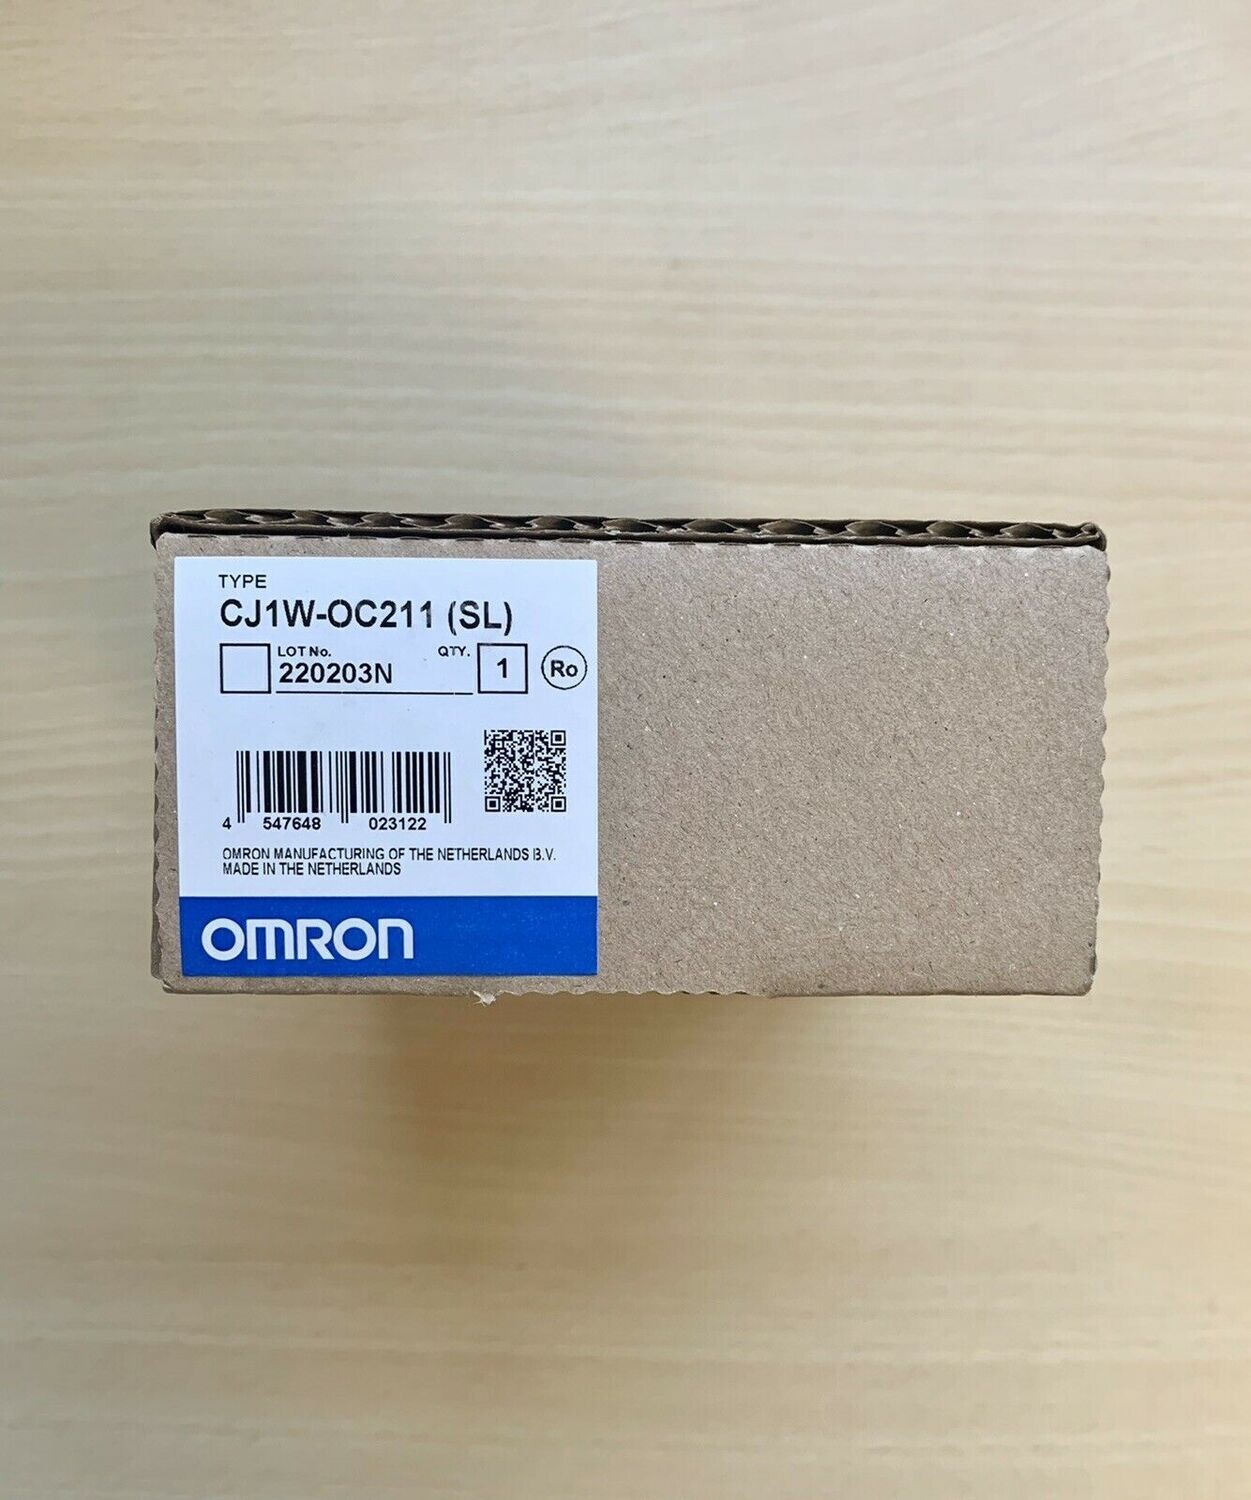 TYPE
CJ1W-OC211 (SL)
LOT No. QTY.
220203N 1 Ro
4 547648 023122
OMRON MANUFACTURING OF THE NETHERLANDS B.V.
MADE IN THE NETHERLANDS
OMRON